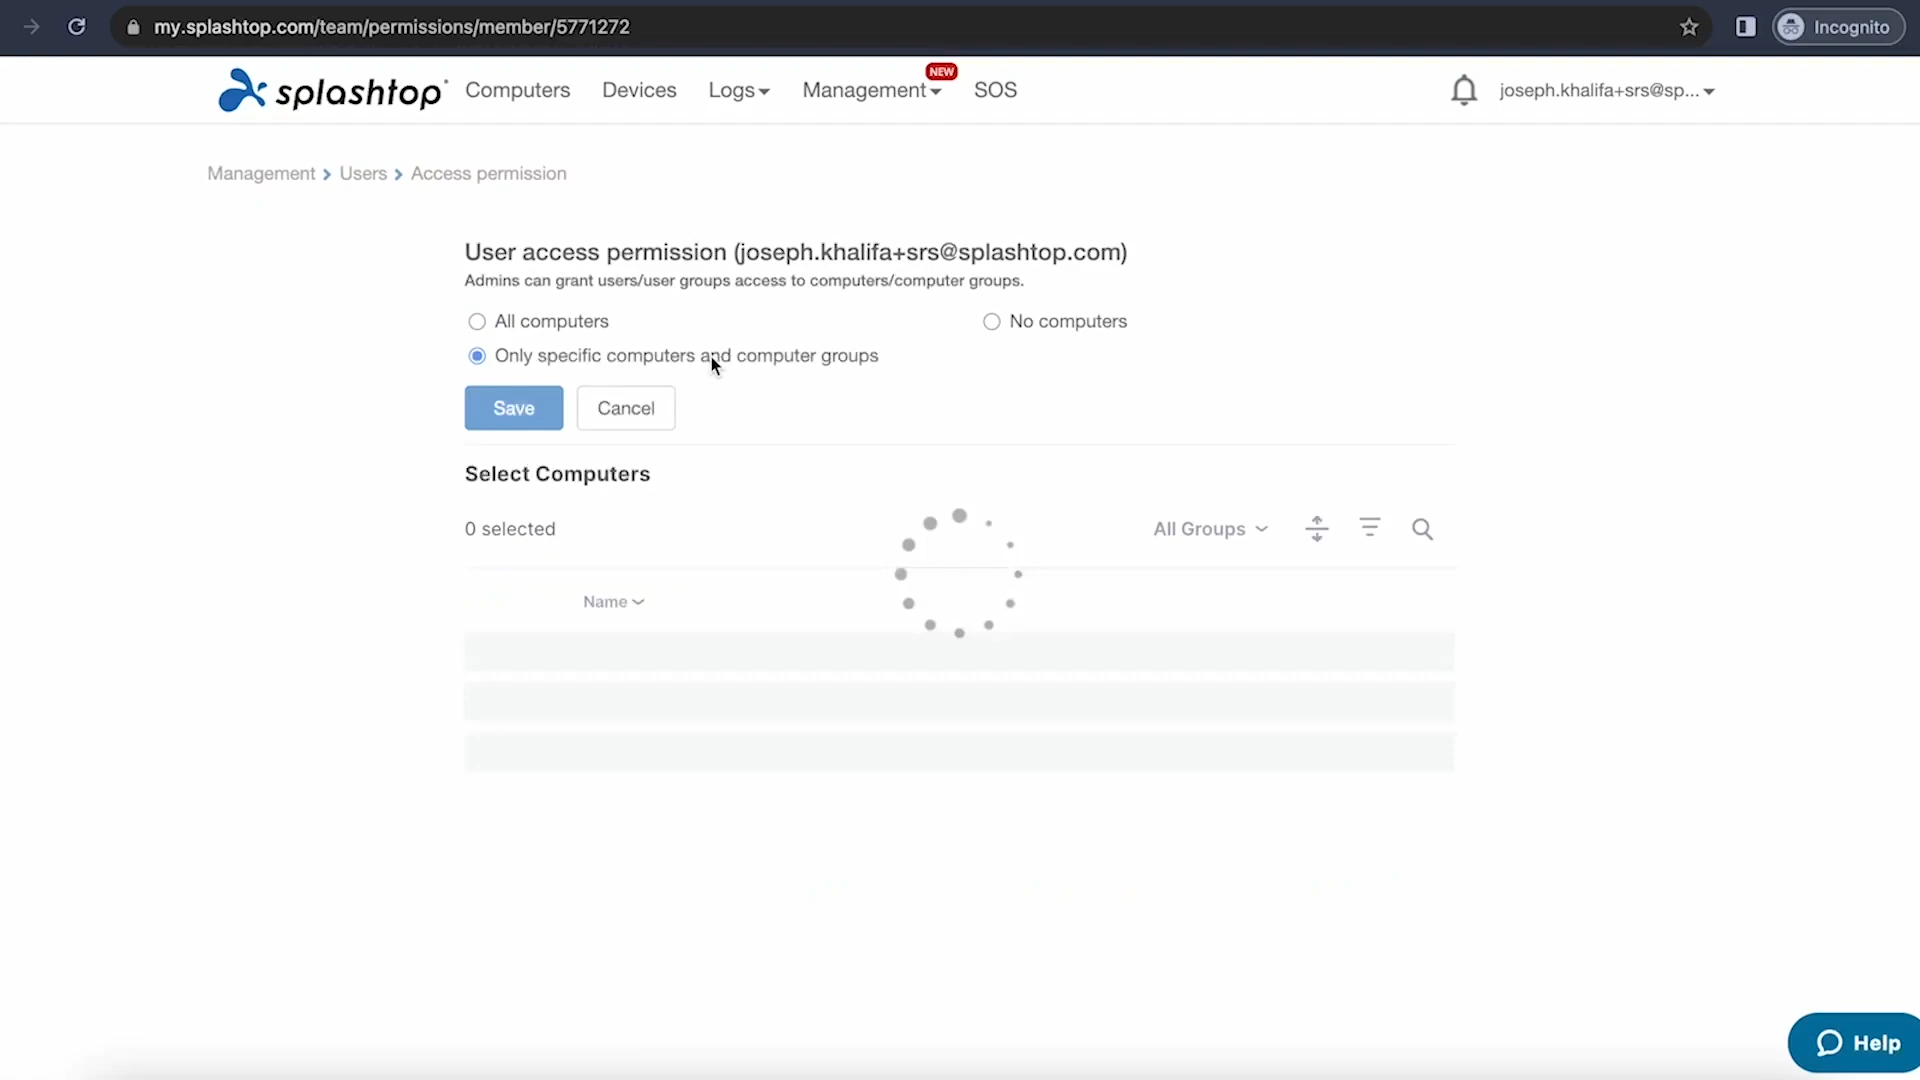 my.splashtop.com/team/permissions/member/5771272
Incognito
splashtop
Computers
Devices
Logs
Management
NEW
SOS
joseph.khalifa+srs@sp...
Management
Users
Access permission
User access permission (joseph.khalifa+srs@splashtop.com)
Admins can grant users/user groups access to computers/computer groups.
All computers
No computers
Only specific computers and computer groups
Save
Cancel
Select Computers
0 selected
All Groups
Name
Help